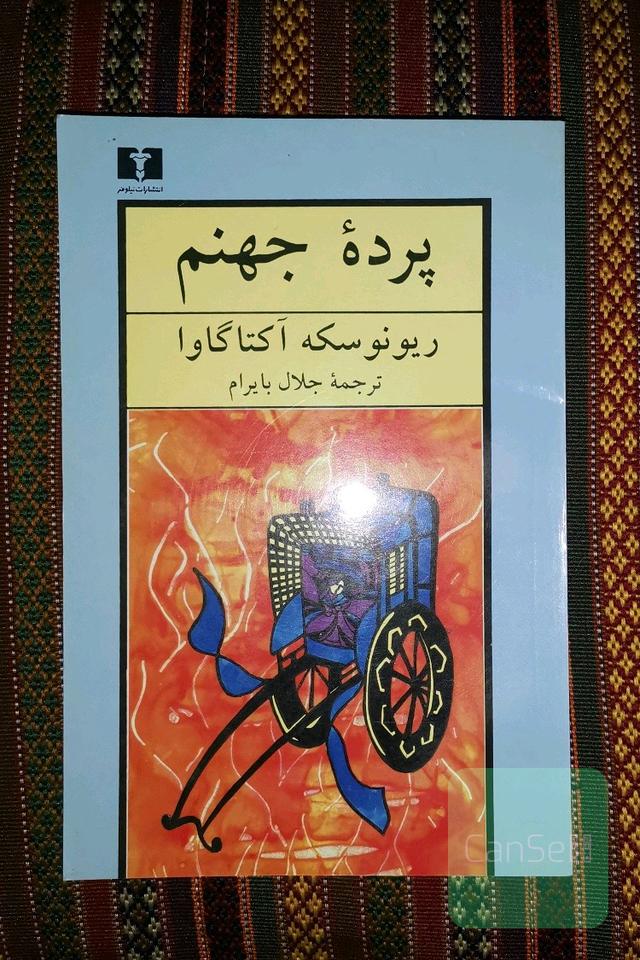 انتشارات نیلوفر
پردهٔ جهنم
ریونوسکه آکتاگاوا
ترجمهٔ جلال بایرام
CanSell